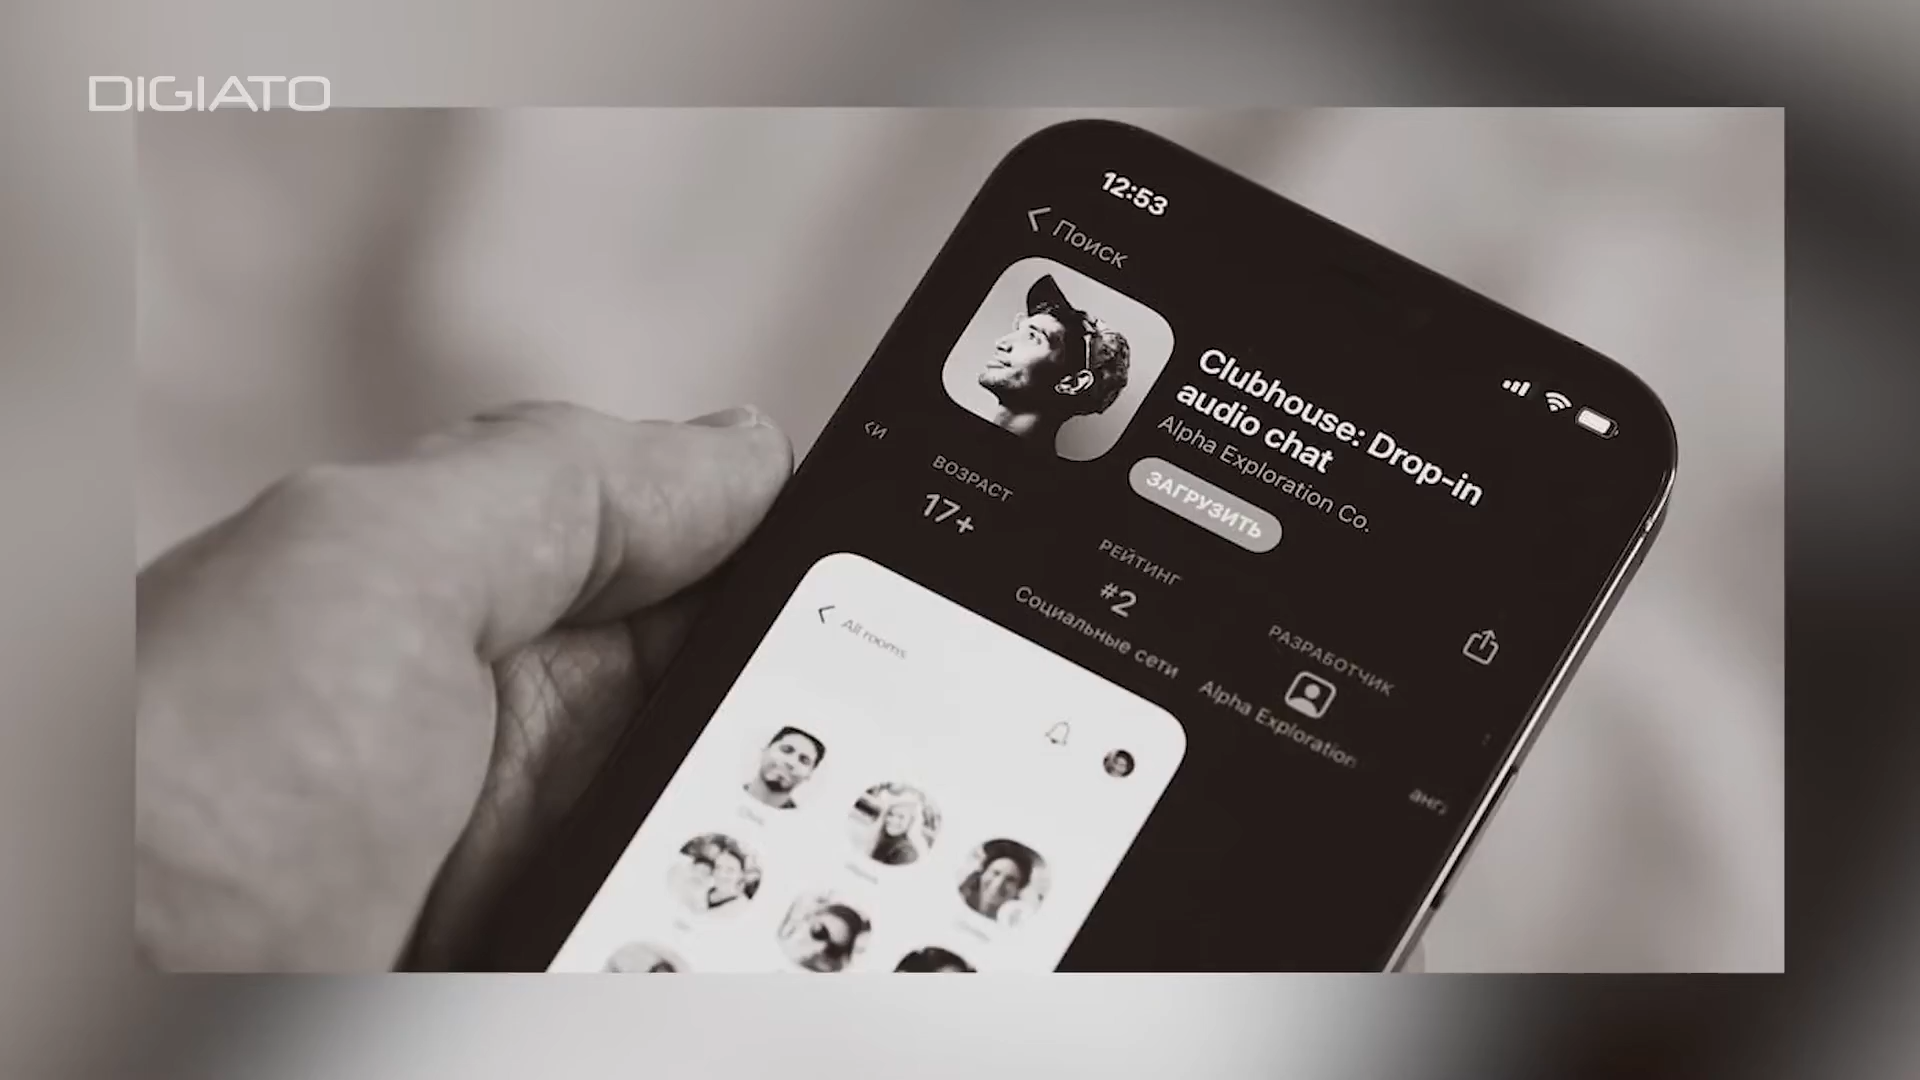 DIGIATO
12:53
Поиск
Clubhouse: Drop-in
audio chat
Alpha Exploration Co.
ЗАГРУЗИТЬ
ВОЗРАСТ
17+
РЕЙТИНГ
#2
Социальные сети
РАЗРАБОТЧИК
Alpha Exploration
All rooms